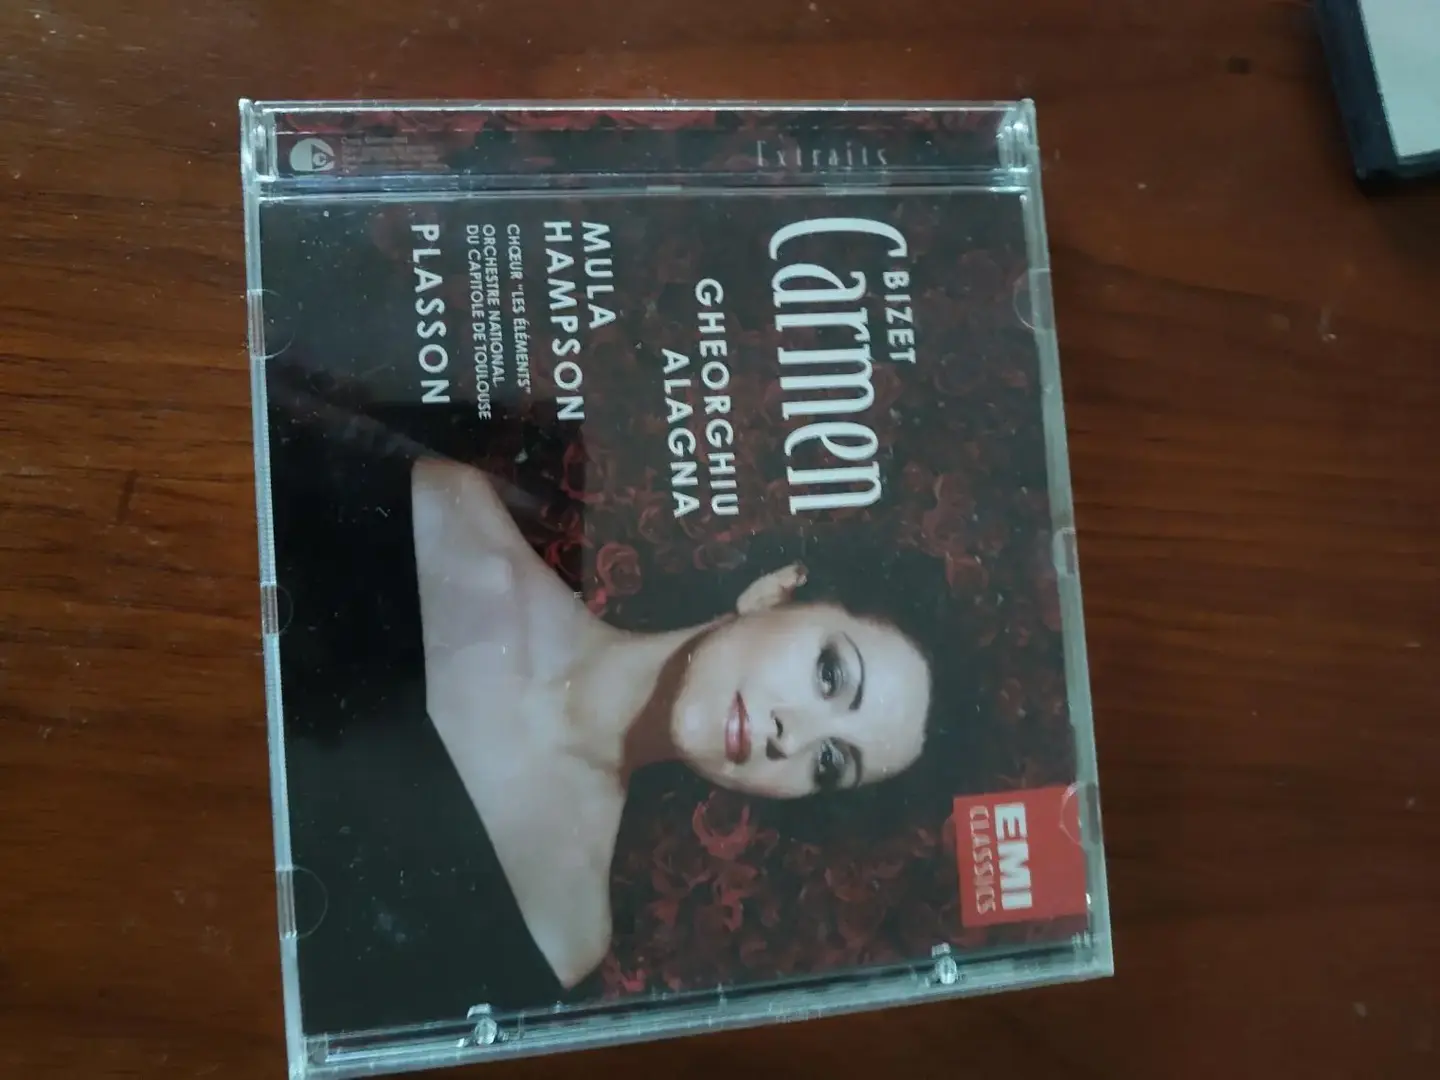 Extraits
BIZET
Carmen
GHEORGHIU
ALAGNA
MULA
HAMPSON
CHŒUR "LES ÉLÉMENTS"
ORCHESTRE NATIONAL
DU CAPITOLE DE TOULOUSE
PLASSON
EMI
CLASSICS